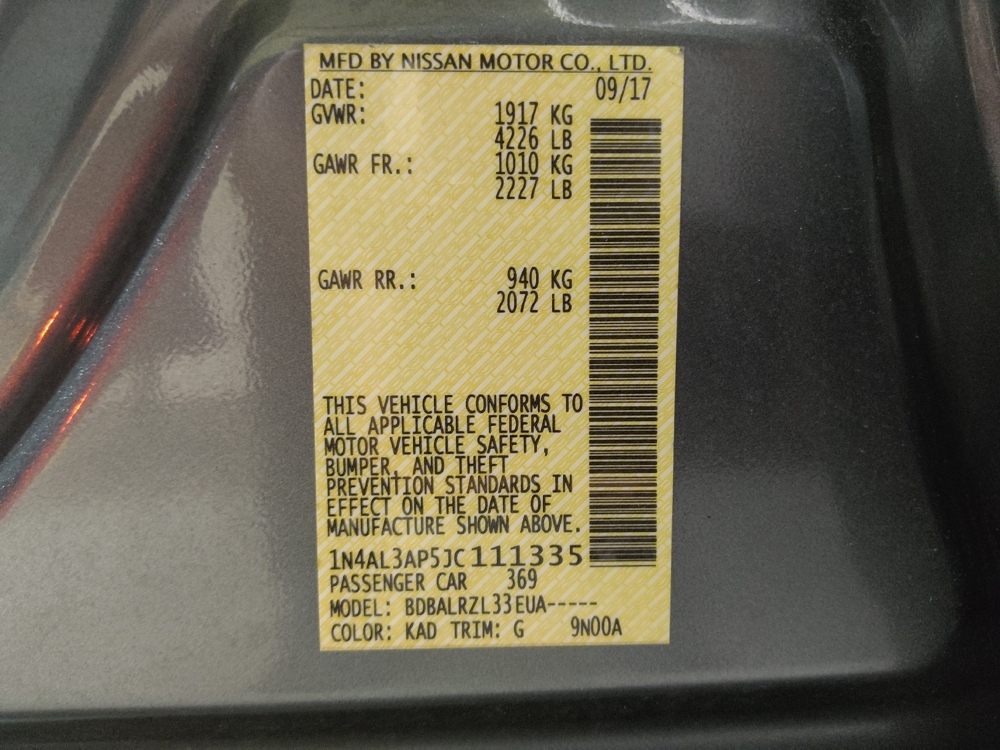 MFD BY NISSAN MOTOR CO., LTD.
DATE: 09/17
GVWR: 1917 KG
4226 LB
GAWR FR.: 1010 KG
2227 LB
GAWR RR.: 940 KG
2072 LB
THIS VEHICLE CONFORMS TO
ALL APPLICABLE FEDERAL
MOTOR VEHICLE SAFETY,
BUMPER, AND THEFT
PREVENTION STANDARDS IN
EFFECT ON THE DATE OF
MANUFACTURE SHOWN ABOVE.
1N4AL3AP5JC111335
PASSENGER CAR 369
MODEL: BDBALRZL33EUA-----
COLOR: KAD TRIM: G 9N00A